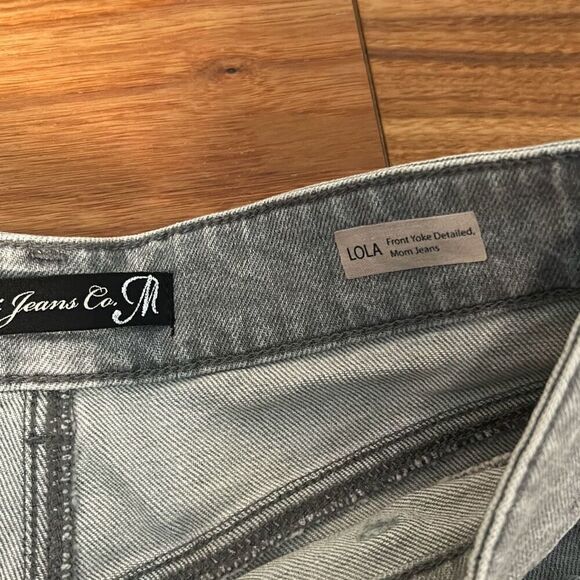 Jeans Co. M
LOLA Front Yoke Detailed,
Mom Jeans